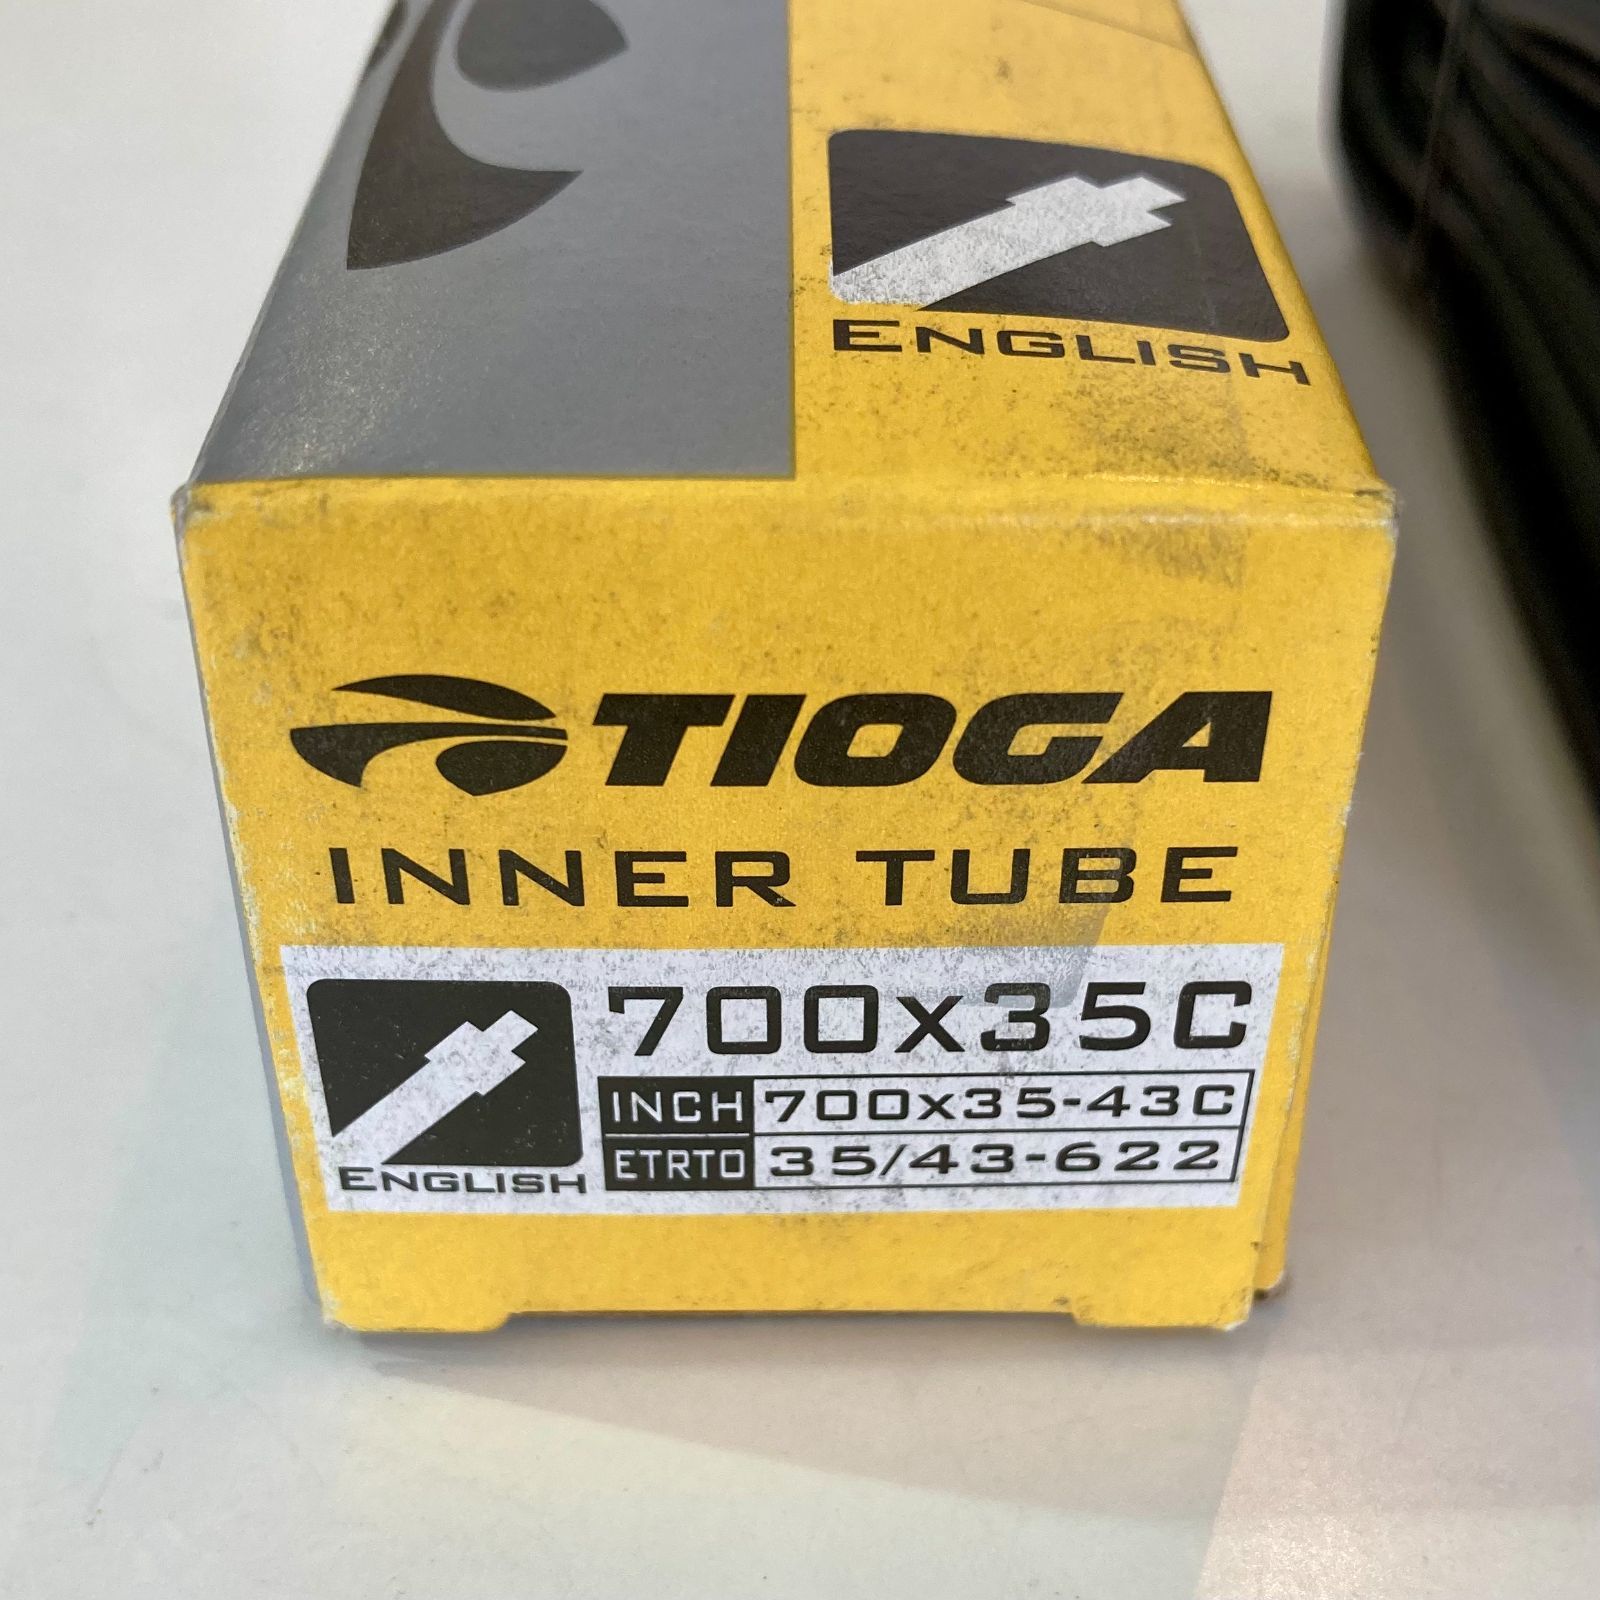 ENGLISH
TIOGA
INNER TUBE
700x35C
INCH 700x35-43C
ETRTO 35/43-622
ENGLISH